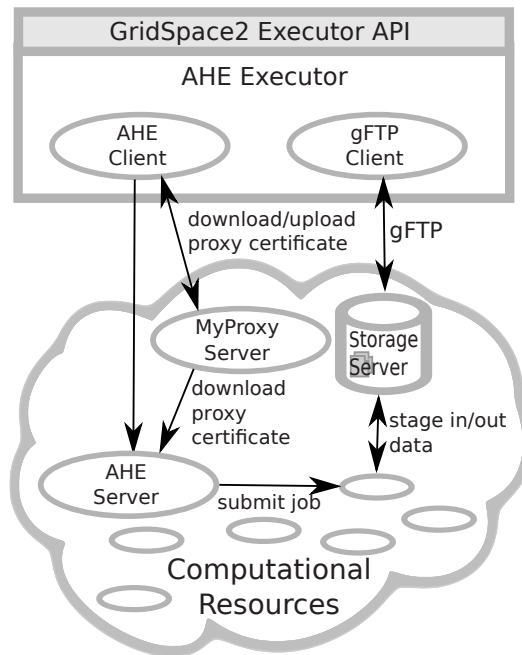 GridSpace2 Executor API
AHE Executor
AHE
Client
gFTP
Client
download/upload
proxy certificate
gFTP
MyProxy
Server
Storage
Server
download
proxy
certificate
stage in/out
data
AHE
Server
submit job
Computational
Resources